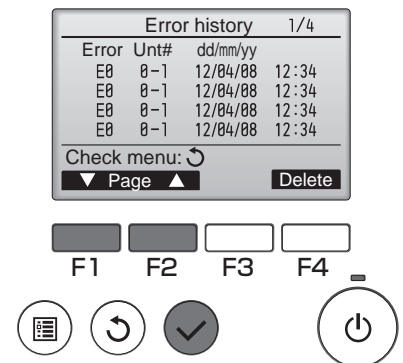 Error history 1/4
Error Unt# dd/mm/yy
E0 0-1 12/04/08 12:34
E0 0-1 12/04/08 12:34
E0 0-1 12/04/08 12:34
E0 0-1 12/04/08 12:34
Check menu:
▼ Page ▲ Delete
F1 F2 F3 F4